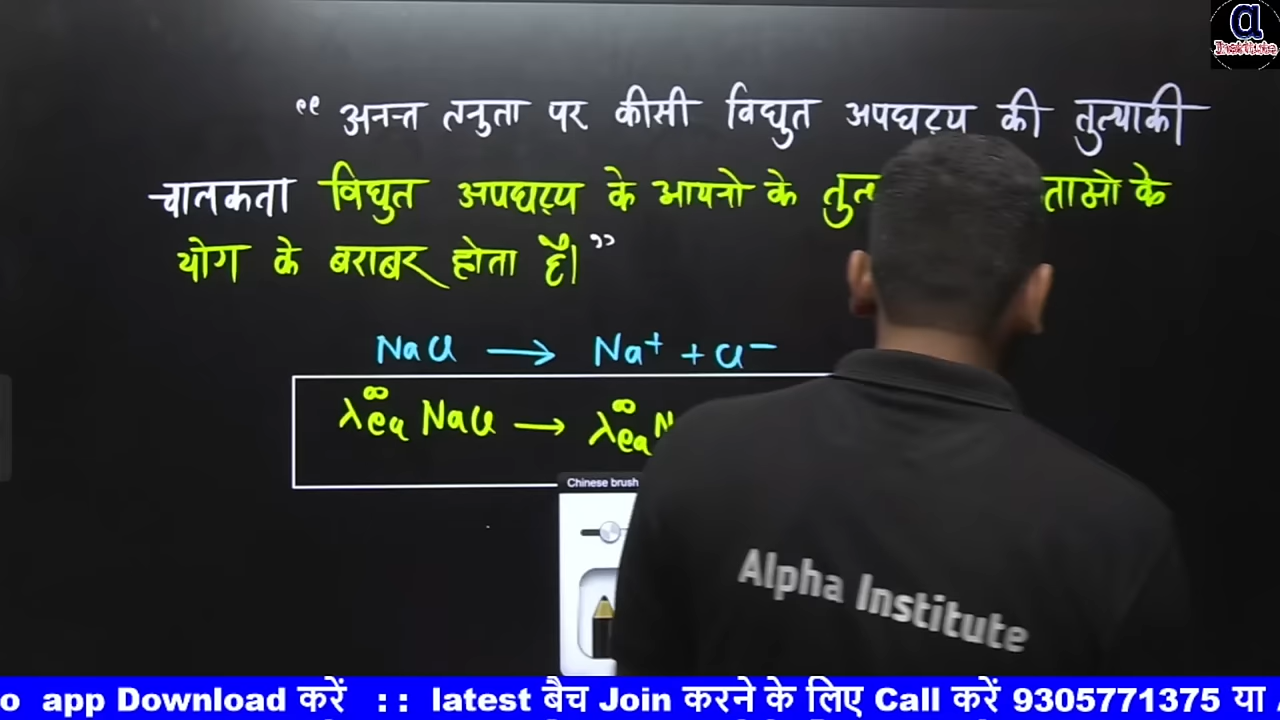 α
Institute
“ अनन्त तनुता पर कीसी विद्युत अपघट्य की तुल्याकी
चालकता विद्युत अपघट्य के आयनो के तुल्य ताओ के
योग के बराबर होता है।”
NaCl → Na⁺ + Cl⁻
λ∞eq NaCl → λ∞eq N
Chinese brush
Alpha Institute
o app Download करें :: latest बैच Join करने के लिए Call करें 9305771375 या